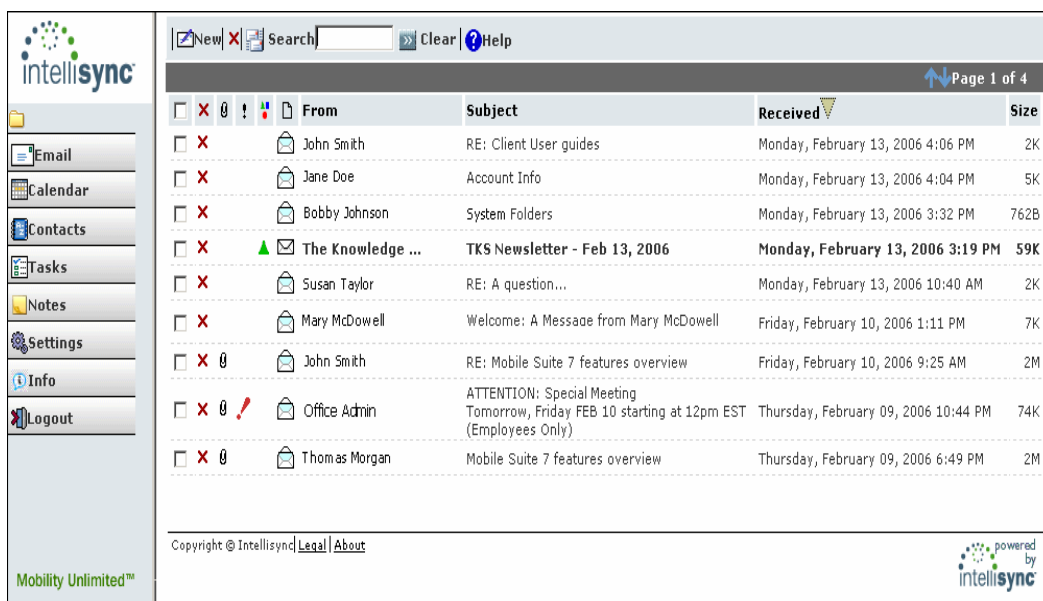 intellisync
New Search Clear Help
Page 1 of 4
From Subject Received Size
Email
Calendar
Contacts
Tasks
Notes
Settings
Info
Logout
John Smith RE: Client User guides Monday, February 13, 2006 4:06 PM 2K
Jane Doe Account Info Monday, February 13, 2006 4:04 PM 5K
Bobby Johnson System Folders Monday, February 13, 2006 3:32 PM 762B
The Knowledge ... TKS Newsletter - Feb 13, 2006 Monday, February 13, 2006 3:19 PM 59K
Susan Taylor RE: A question... Monday, February 13, 2006 10:40 AM 2K
Mary McDowell Welcome: A Message from Mary McDowell Friday, February 10, 2006 1:11 PM 7K
John Smith RE: Mobile Suite 7 features overview Friday, February 10, 2006 9:25 AM 2M
ATTENTION: Special Meeting
Office Admin Tomorrow, Friday FEB 10 starting at 12pm EST Thursday, February 09, 2006 10:44 PM 74K
(Employees Only)
Thomas Morgan Mobile Suite 7 features overview Thursday, February 09, 2006 6:49 PM 2M
Copyright © Intellisync Legal About
powered
by
intellisync
Mobility Unlimited™